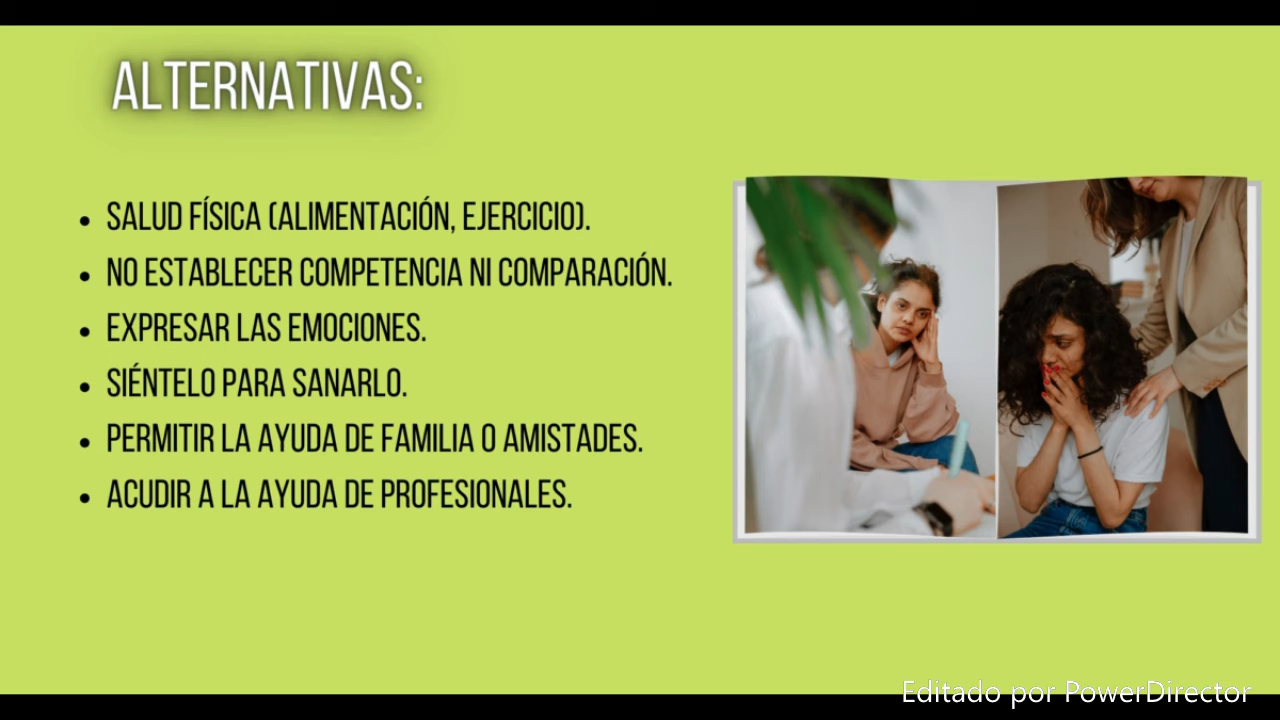 ALTERNATIVAS:
• SALUD FÍSICA (ALIMENTACIÓN, EJERCICIO).
• NO ESTABLECER COMPETENCIA NI COMPARACIÓN.
• EXPRESAR LAS EMOCIONES.
• SIÉNTELO PARA SANARLO.
• PERMITIR LA AYUDA DE FAMILIA O AMISTADES.
• ACUDIR A LA AYUDA DE PROFESIONALES.
Editado por PowerDirector